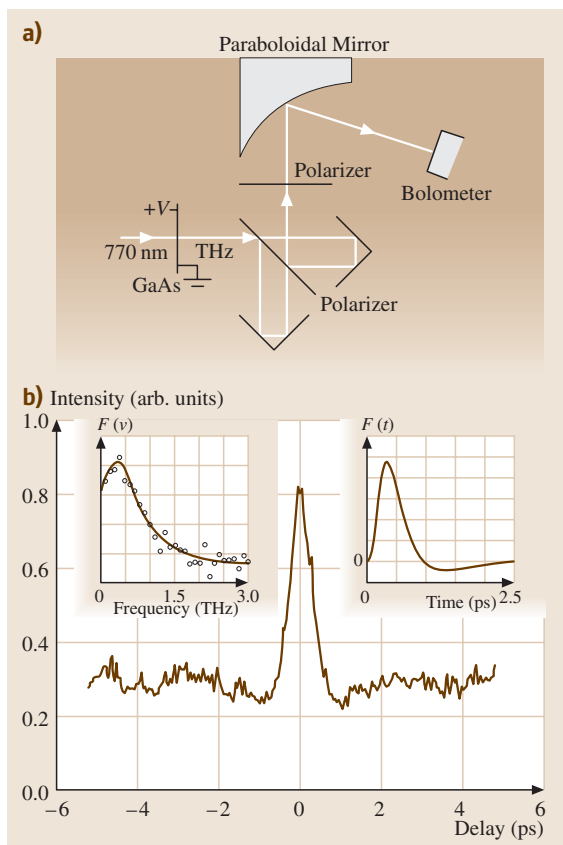 a)
Paraboloidal Mirror
Polarizer
Bolometer
+V
770 nm
THz
GaAs
Polarizer
b) Intensity (arb. units)
1.0
0.8
0.6
0.4
0.2
0.0
F (v)
0
1.5
3.0
Frequency (THz)
F (t)
0
0
2.5
Time (ps)
−6
−4
−2
0
2
4
6
Delay (ps)